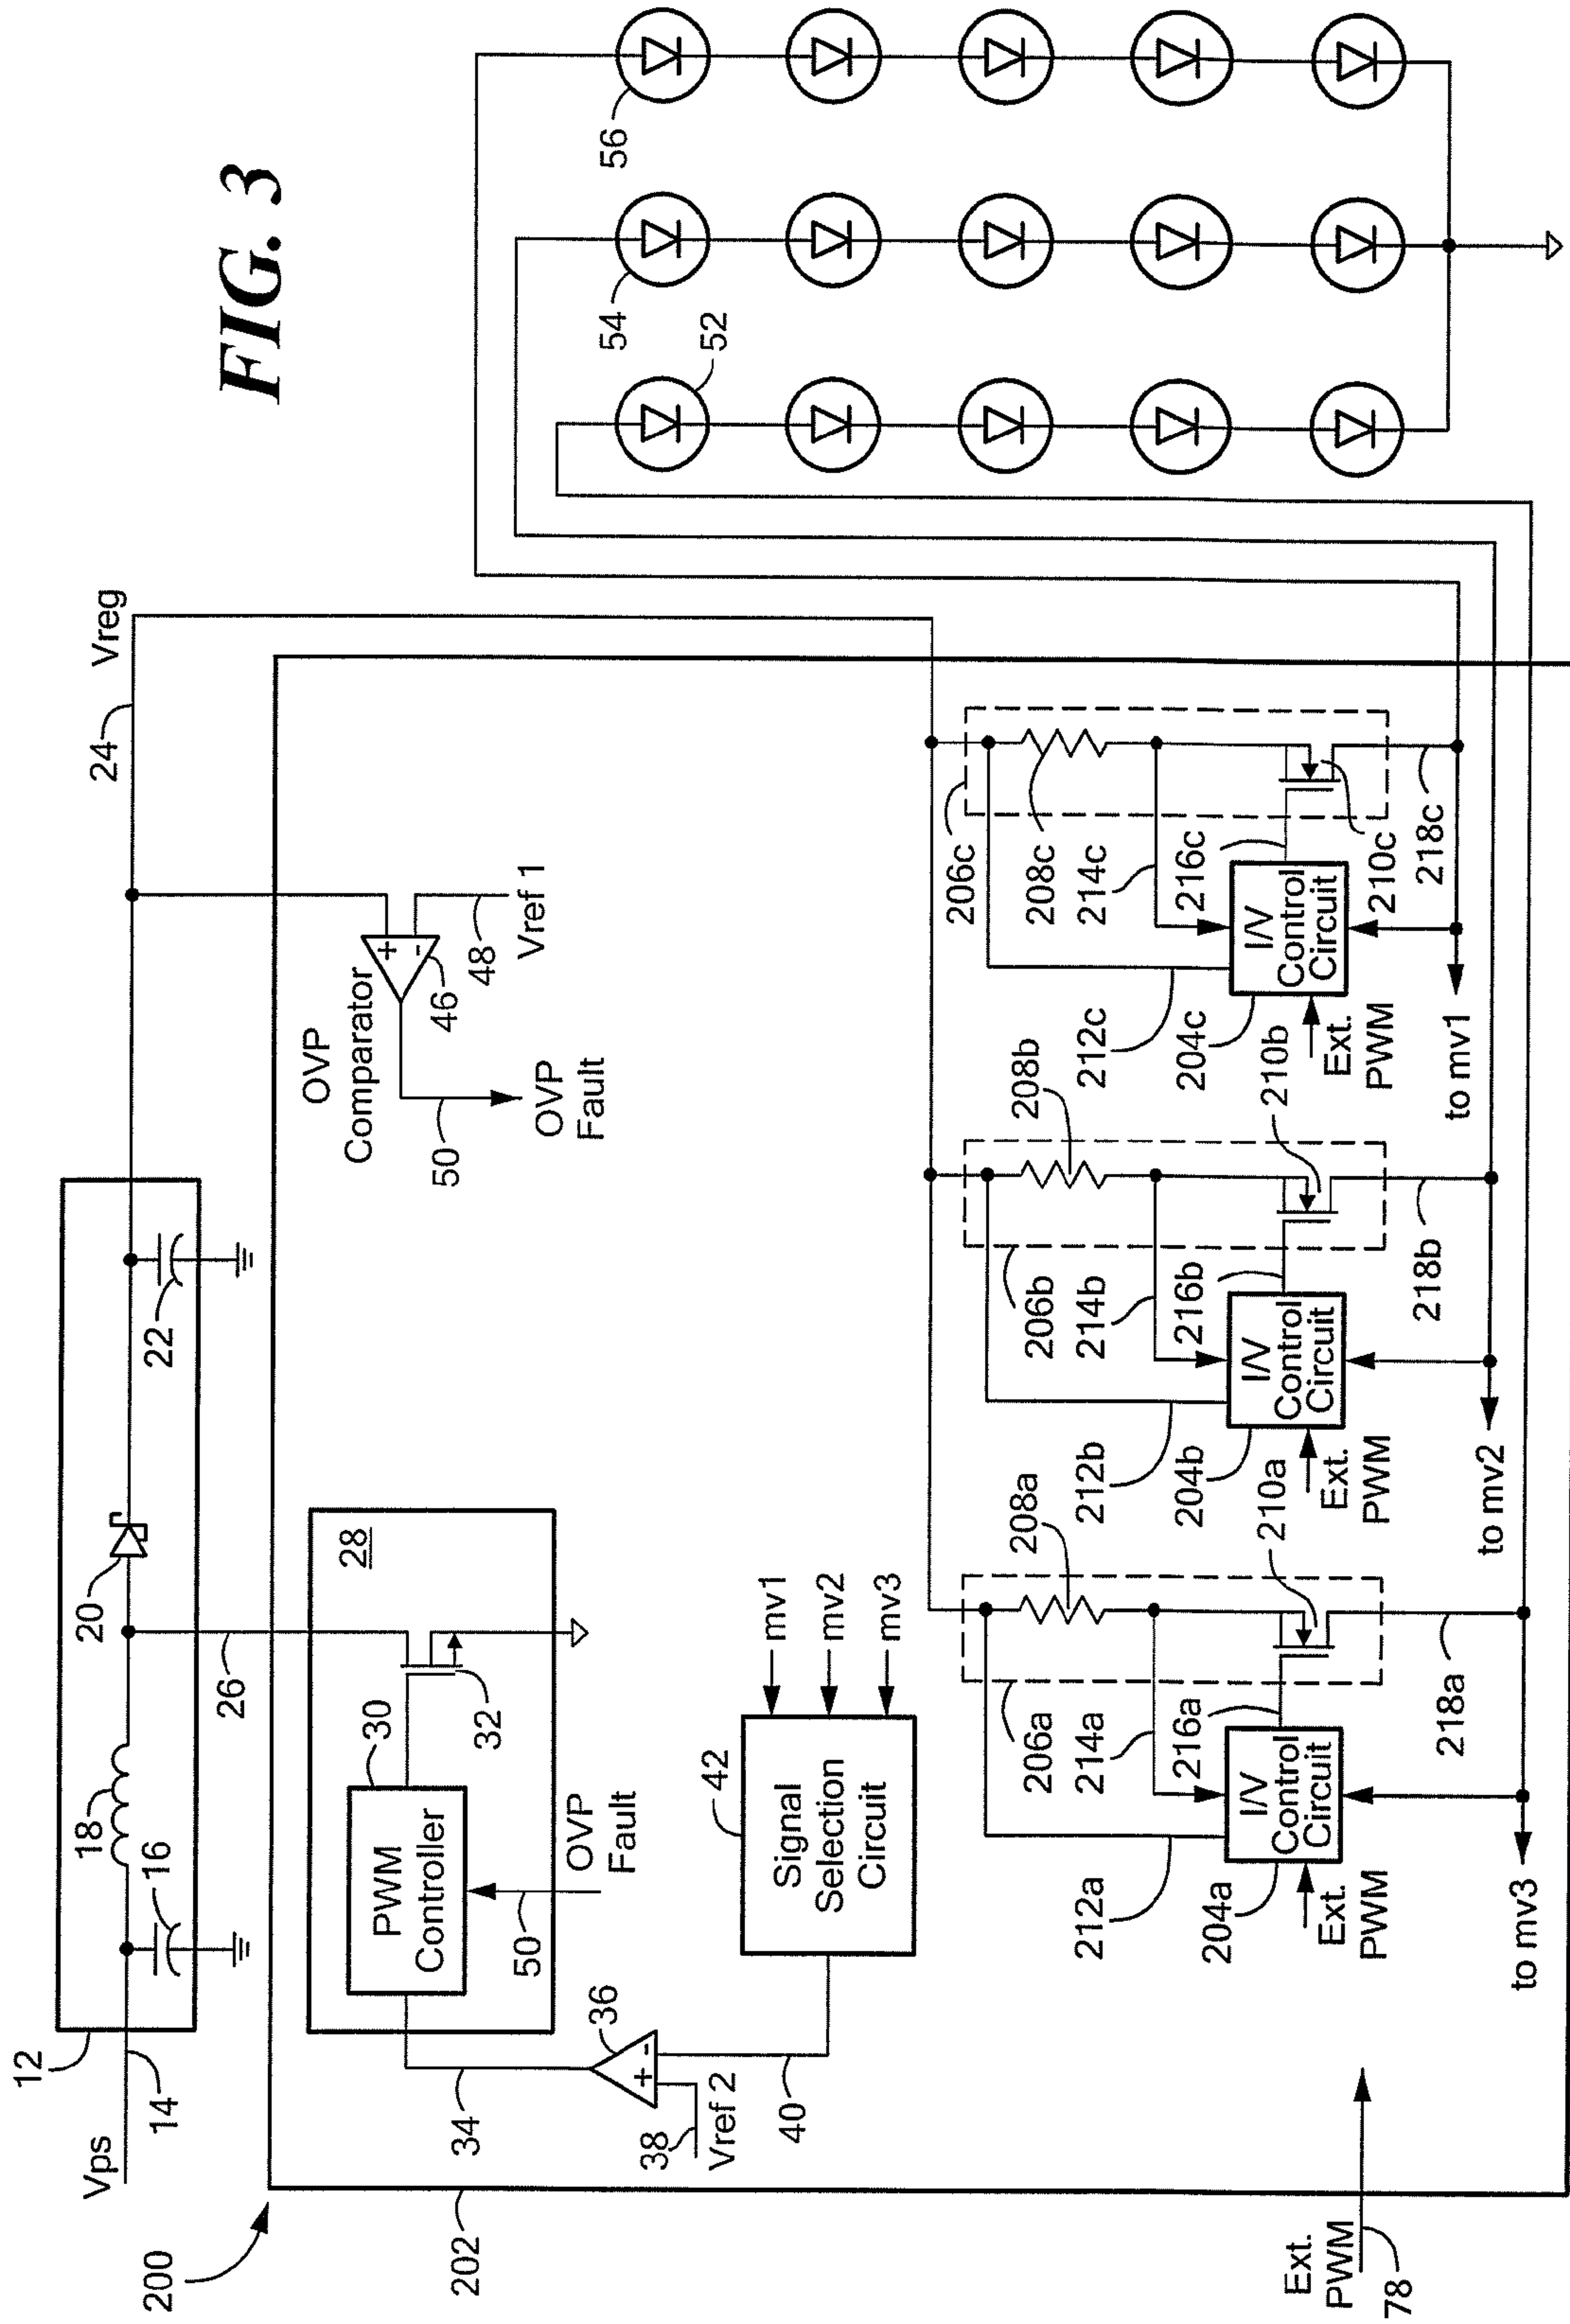 FIG. 3
200
Vps
14
12
16
18
20
22
24
Vreg
26
28
30
32
PWM
Controller
50
OVP
Fault
34
36
+
-
38
Vref 2
40
42
Signal
Selection
Circuit
mv1
mv2
mv3
OVP
Comparator
+
-
46
48
Vref 1
50
OVP
Fault
202
Ext.
PWM
78
206a
208a
210a
212a
214a
216a
218a
204a
I/V
Control
Circuit
Ext.
PWM
to mv3
206b
208b
210b
212b
214b
216b
218b
204b
I/V
Control
Circuit
Ext.
PWM
to mv2
206c
208c
210c
212c
214c
216c
218c
204c
I/V
Control
Circuit
Ext.
PWM
to mv1
52
54
56